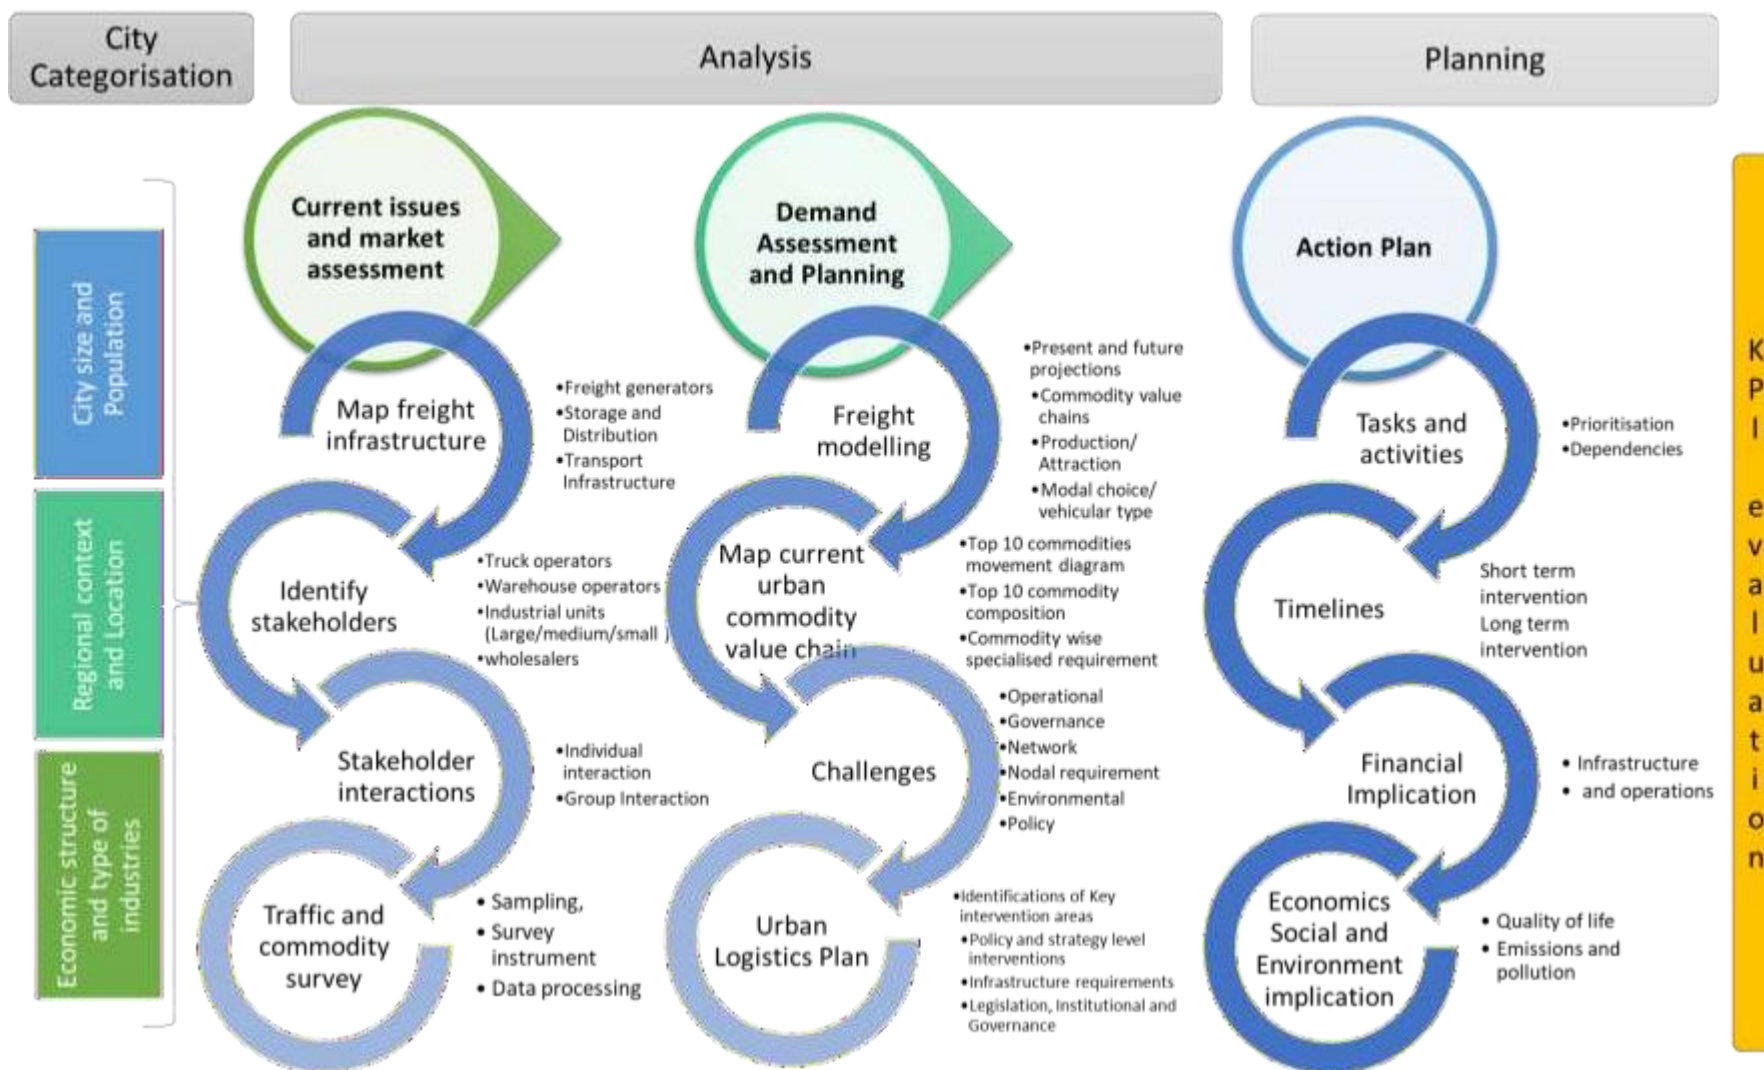 City
Categorisation
Analysis
Planning
City size and
Population
Regional context
and Location
Economic structure
and type of
industries
Current issues
and market
assessment
Map freight
infrastructure
•Freight generators
•Storage and
Distribution
•Transport
Infrastructure
Identify
stakeholders
•Truck operators
•Warehouse operators
•Industrial units
(Large/medium/small )
•wholesalers
Stakeholder
interactions
•Individual
interaction
•Group Interaction
Traffic and
commodity
survey
• Sampling,
• Survey
instrument
• Data processing
Demand
Assessment
and Planning
Freight
modelling
•Present and future
projections
•Commodity value
chains
•Production/
Attraction
•Modal choice/
vehicular type
Map current
urban
commodity
value chain
•Top 10 commodities
movement diagram
•Top 10 commodity
composition
•Commodity wise
specialised requirement
Challenges
•Operational
•Governance
•Network
•Nodal requirement
•Environmental
•Policy
Urban
Logistics Plan
•Identifications of Key
intervention areas
•Policy and strategy level
interventions
•Infrastructure requirements
•Legislation, Institutional and
Governance
Action Plan
Tasks and
activities
•Prioritisation
•Dependencies
Timelines
Short term
intervention
Long term
intervention
Financial
Implication
• Infrastructure
• and operations
Economics
Social and
Environment
implication
• Quality of life
• Emissions and
pollution
KPI evaluation